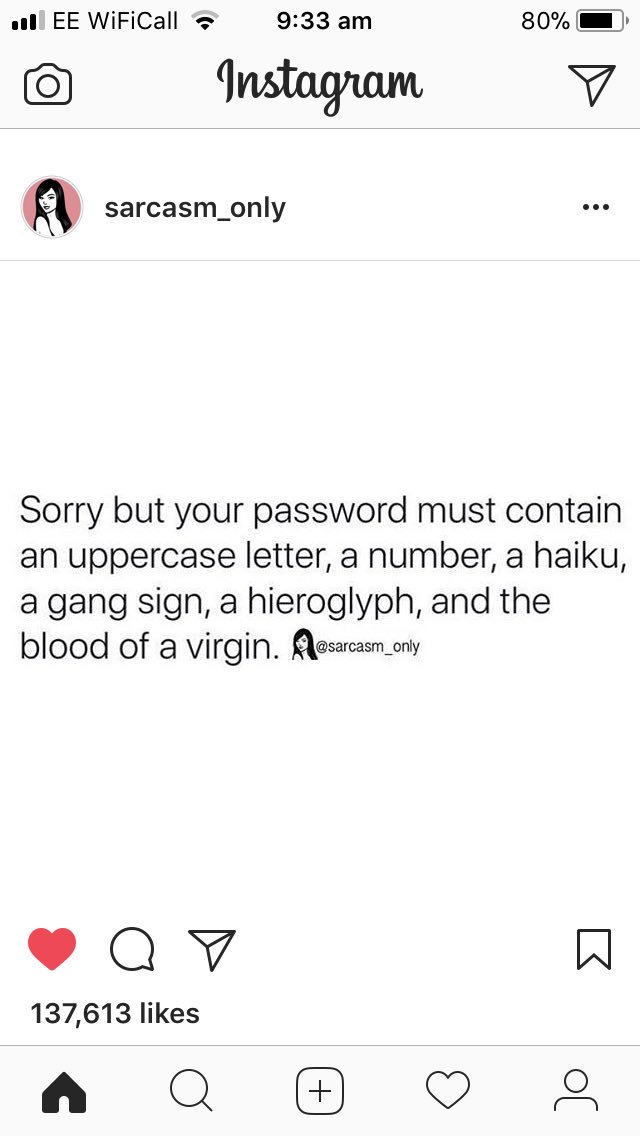 EE WiFiCall 9:33 am 80%
Instagram
sarcasm_only
Sorry but your password must contain
an uppercase letter, a number, a haiku,
a gang sign, a hieroglyph, and the
blood of a virgin. @sarcasm_only
137,613 likes